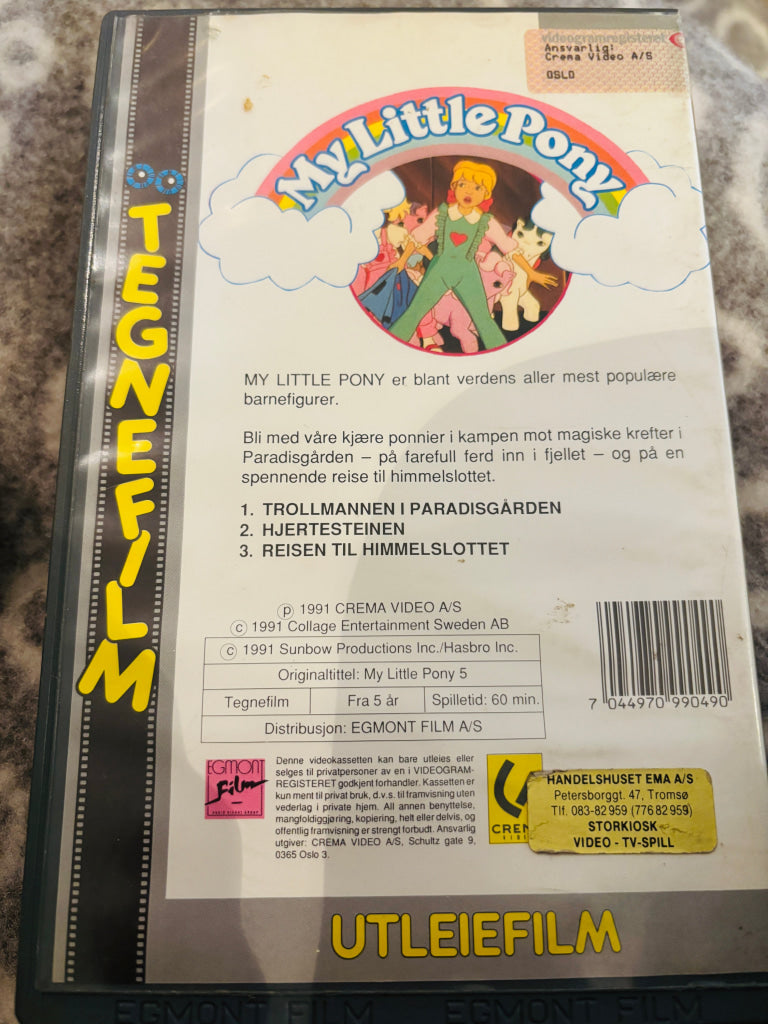 videogramregisteret
Ansvarlig:
Crema Video A/S
OSLO
My Little Pony
TEGNEFILM
MY LITTLE PONY er blant verdens aller mest populære
barnefigurer.
Bli med våre kjære ponnier i kampen mot magiske krefter i
Paradisgården – på farefull ferd inn i fjellet – og på en
spennende reise til himmelslottet.
1. TROLLMANNEN I PARADISGÅRDEN
2. HJERTESTEINEN
3. REISEN TIL HIMMELSLOTTET
℗ 1991 CREMA VIDEO A/S
© 1991 Collage Entertainment Sweden AB
© 1991 Sunbow Productions Inc./Hasbro Inc.
Originaltittel: My Little Pony 5
Tegnefilm Fra 5 år Spilletid: 60 min.
Distribusjon: EGMONT FILM A/S
7 044970 990490
EGMONT
Film
Denne videokassetten kan bare utleies eller
selges til privatpersoner av en i VIDEOGRAM-
REGISTERET godkjent forhandler. Kassetten er
kun ment til privat bruk, d.v.s. til framvisning uten
vederlag i private hjem. All annen benyttelse,
mangfoldiggjøring, kopiering, helt eller delvis, og
offentlig framvisning er strengt forbudt. Ansvarlig
utgiver: CREMA VIDEO A/S, Schultz gate 9,
0365 Oslo 3.
HANDELSHUSET EMA A/S
Petersborggt. 47, Tromsø
Tlf. 083-82 959 (776 82 959)
STORKIOSK
VIDEO - TV-SPILL
UTLEIEFILM
EGMONT FILM EGMONT FILM